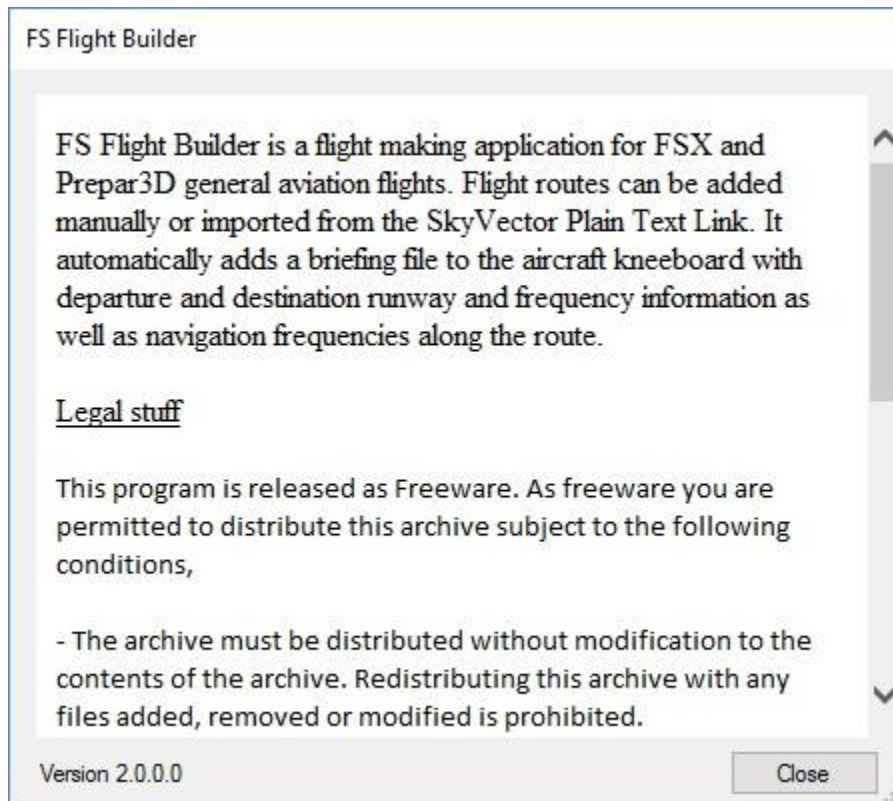 FS Flight Builder
FS Flight Builder is a flight making application for FSX and
Prepar3D general aviation flights. Flight routes can be added
manually or imported from the SkyVector Plain Text Link. It
automatically adds a briefing file to the aircraft kneeboard with
departure and destination runway and frequency information as
well as navigation frequencies along the route.
Legal stuff
This program is released as Freeware. As freeware you are
permitted to distribute this archive subject to the following
conditions,
- The archive must be distributed without modification to the
contents of the archive. Redistributing this archive with any
files added, removed or modified is prohibited.
Version 2.0.0.0
Close